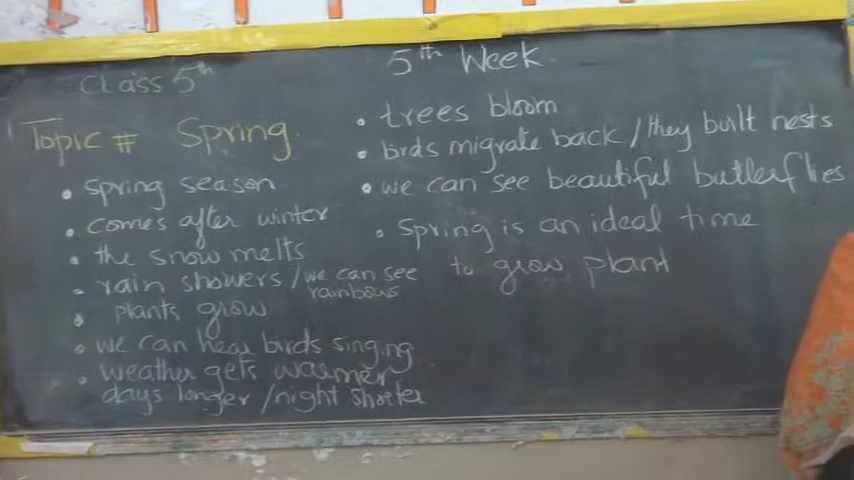 Class 5th
5th Week
Topic # Spring
• spring season
• comes after winter
• the snow melts
• rain showers / we can see
rainbows
• plants grow
• we can hear birds singing
• weather gets warmer
days longer / night shorter
• trees bloom
• birds migrate back / they built nests
• we can see beautiful butterflies
• spring is an ideal time
to grow plant